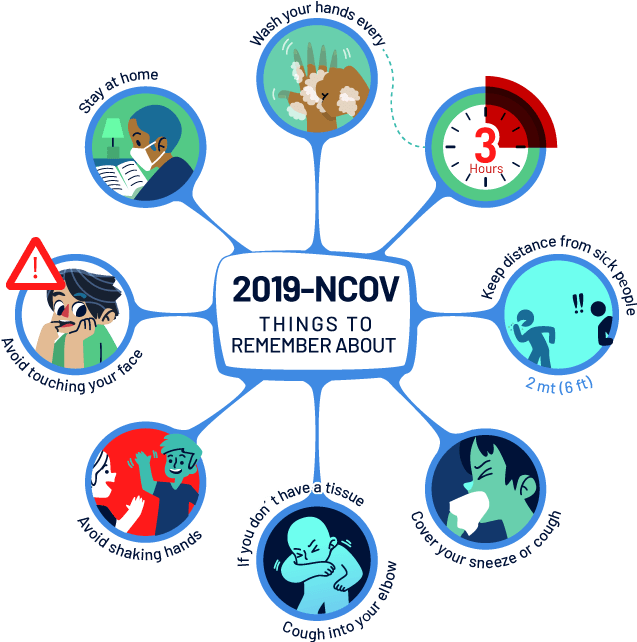 2019-NCOV
THINGS TO
REMEMBER ABOUT
Wash your hands every
3
Hours
Keep distance from sick people
!!
2 mt (6 ft)
Cover your sneeze or cough
If you don´t have a tissue
Cough into your elbow
Avoid shaking hands
Avoid touching your face
!
Stay at home